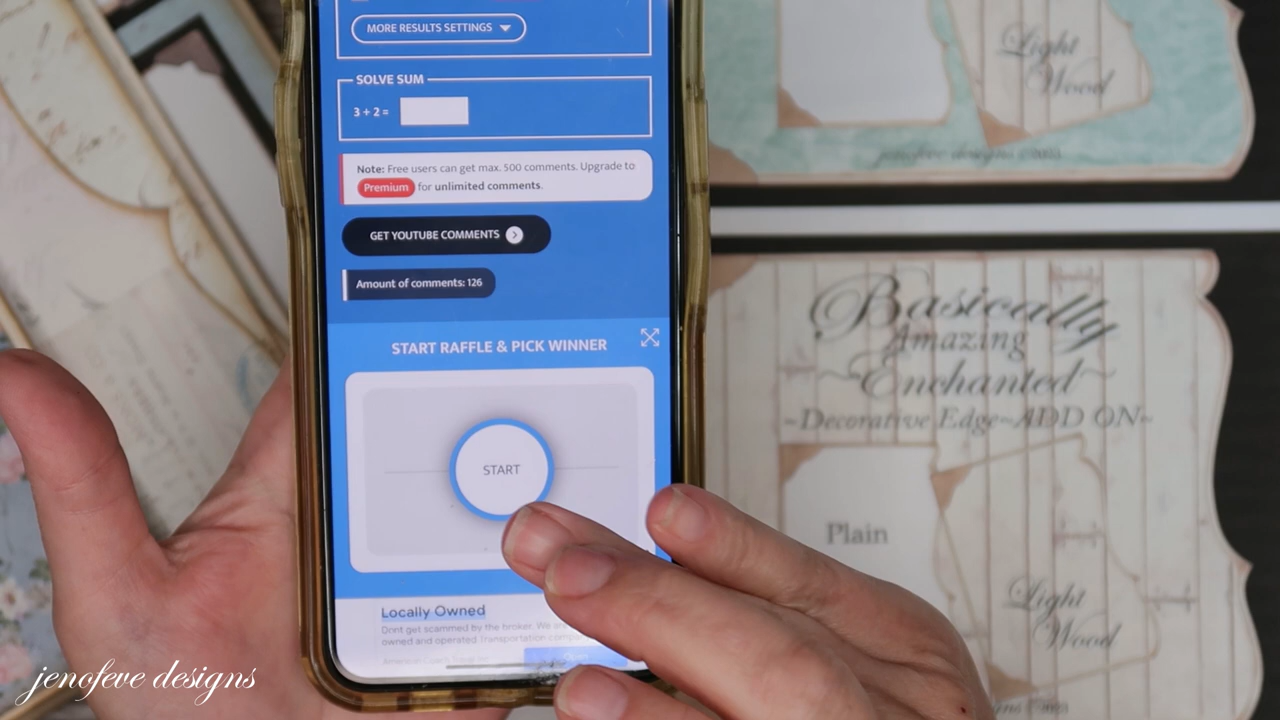 MORE RESULTS SETTINGS
SOLVE SUM
3 + 2 =
Note: Free users can get max. 500 comments. Upgrade to
Premium for unlimited comments.
GET YOUTUBE COMMENTS
Amount of comments: 126
START RAFFLE & PICK WINNER
START
Locally Owned
Dont get scammed by the broker. We are
owned and operated Transportation
Light
Wood
jenofeve designs
Basically
Amazing
Enchanted
~Decorative Edge~ADD ON~
Plain
Light
Wood
jenofeve designs